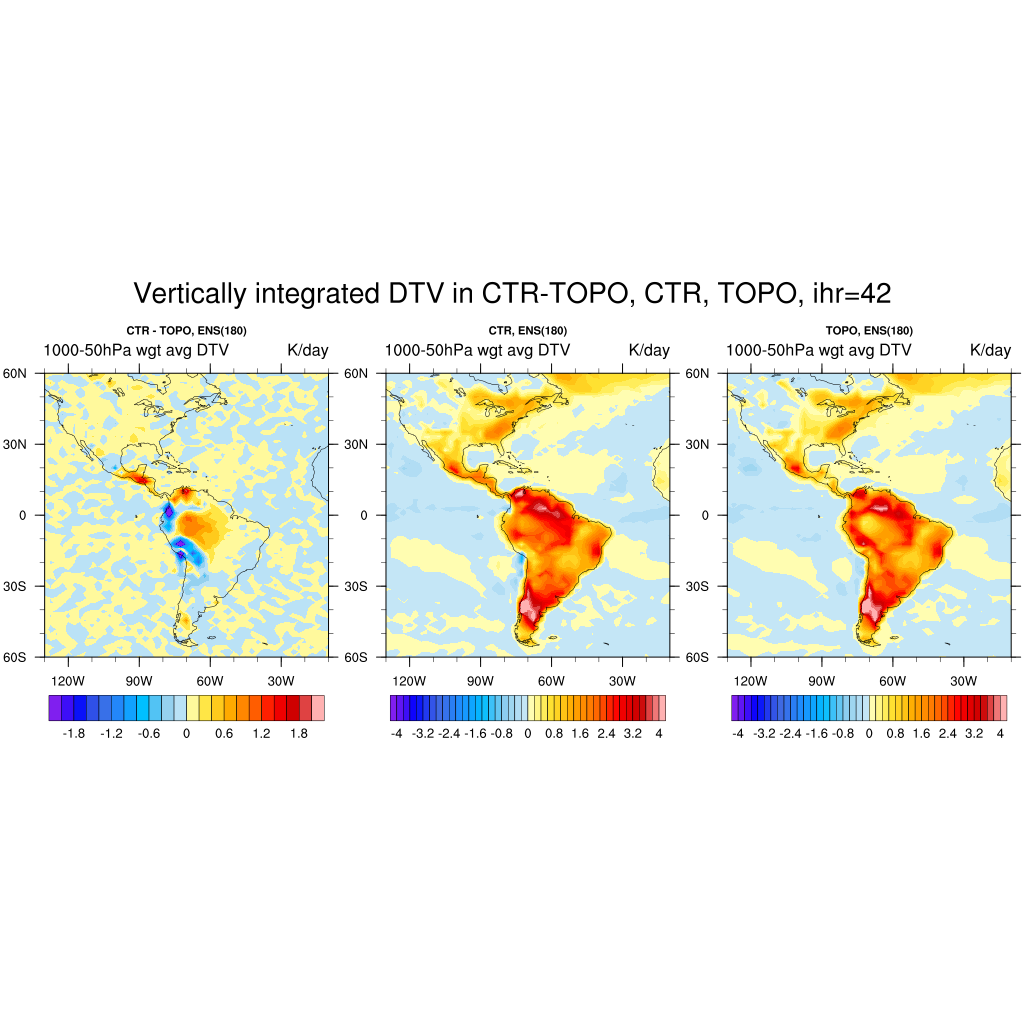 Vertically integrated DTV in CTR-TOPO, CTR, TOPO, ihr=42
CTR - TOPO, ENS(180)
1000-50hPa wgt avg DTV K/day
60N
30N
0
30S
60S
120W 90W 60W 30W
-1.8 -1.2 -0.6 0 0.6 1.2 1.8
CTR, ENS(180)
1000-50hPa wgt avg DTV K/day
60N
30N
0
30S
60S
120W 90W 60W 30W
-4 -3.2 -2.4 -1.6 -0.8 0 0.8 1.6 2.4 3.2 4
TOPO, ENS(180)
1000-50hPa wgt avg DTV K/day
60N
30N
0
30S
60S
120W 90W 60W 30W
-4 -3.2 -2.4 -1.6 -0.8 0 0.8 1.6 2.4 3.2 4